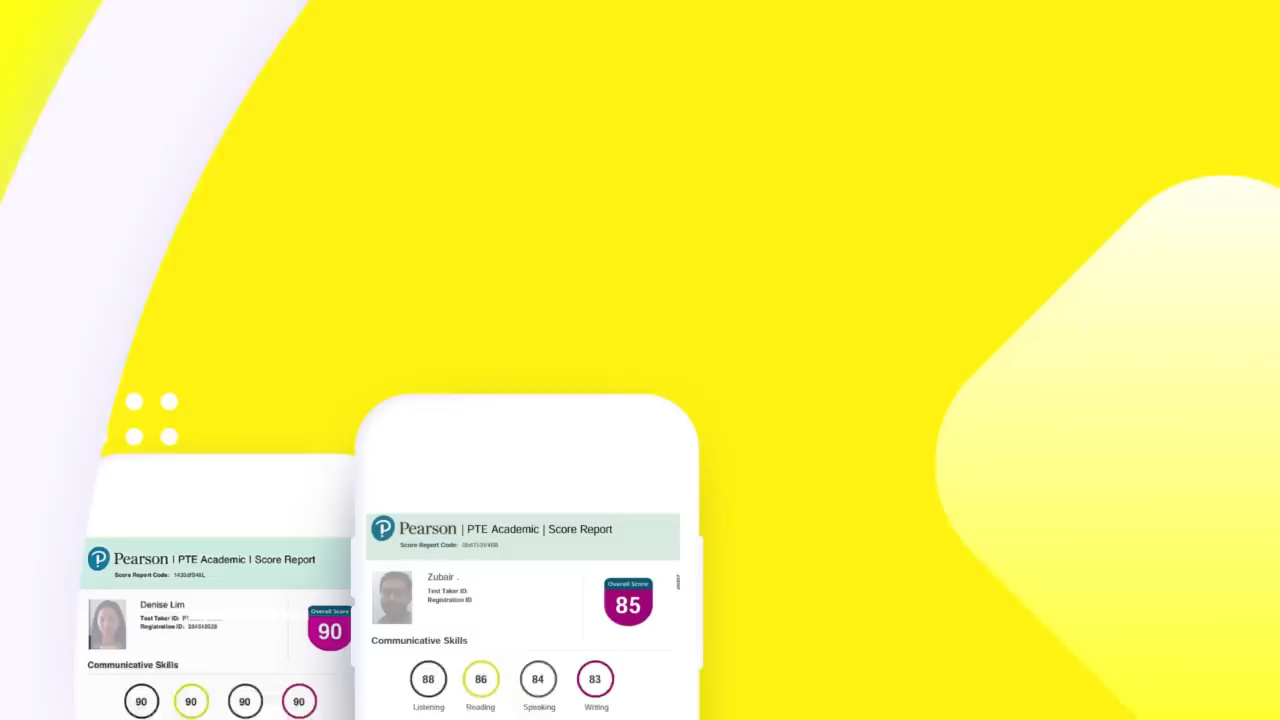 Pearson | PTE Academic | Score Report
Score Report Code:
Denise Lim
Test Taker ID:
Registration ID:
Overall Score
90
Communicative Skills
90 90 90 90
Pearson | PTE Academic | Score Report
Score Report Code:
Zubair .
Test Taker ID:
Registration ID
Overall Score
85
Communicative Skills
88 86 84 83
Listening Reading Speaking Writing